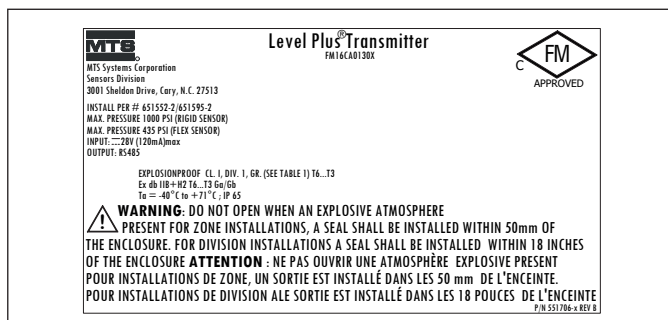 MTS
Level Plus® Transmitter
FM16CA0130X
C FM
APPROVED
MTS Systems Corporation
Sensors Division
3001 Sheldon Drive, Cary, N.C. 27513
INSTALL PER # 651552-2/651595-2
MAX. PRESSURE 1000 PSI (RIGID SENSOR)
MAX. PRESSURE 435 PSI (FLEX SENSOR)
INPUT: ⎓28V (120mA)max
OUTPUT: RS485
EXPLOSIONPROOF CL. I, DIV. 1, GR. (SEE TABLE 1) T6...T3
Ex db IIB+H2 T6...T3 Ga/Gb
Ta = -40°C to +71°C ; IP 65
WARNING: DO NOT OPEN WHEN AN EXPLOSIVE ATMOSPHERE
PRESENT FOR ZONE INSTALLATIONS, A SEAL SHALL BE INSTALLED WITHIN 50mm OF
THE ENCLOSURE. FOR DIVISION INSTALLATIONS A SEAL SHALL BE INSTALLED WITHIN 18 INCHES
OF THE ENCLOSURE ATTENTION : NE PAS OUVRIR UNE ATMOSPHÈRE EXPLOSIVE PRESENT
POUR INSTALLATIONS DE ZONE, UN SORTIE EST INSTALLÉ DANS LES 50 mm DE L'ENCEINTE.
POUR INSTALLATIONS DE DIVISION ALE SORTIE EST INSTALLÉ DANS LES 18 POUCES DE L'ENCEINTE
P/N 551706-x REV B